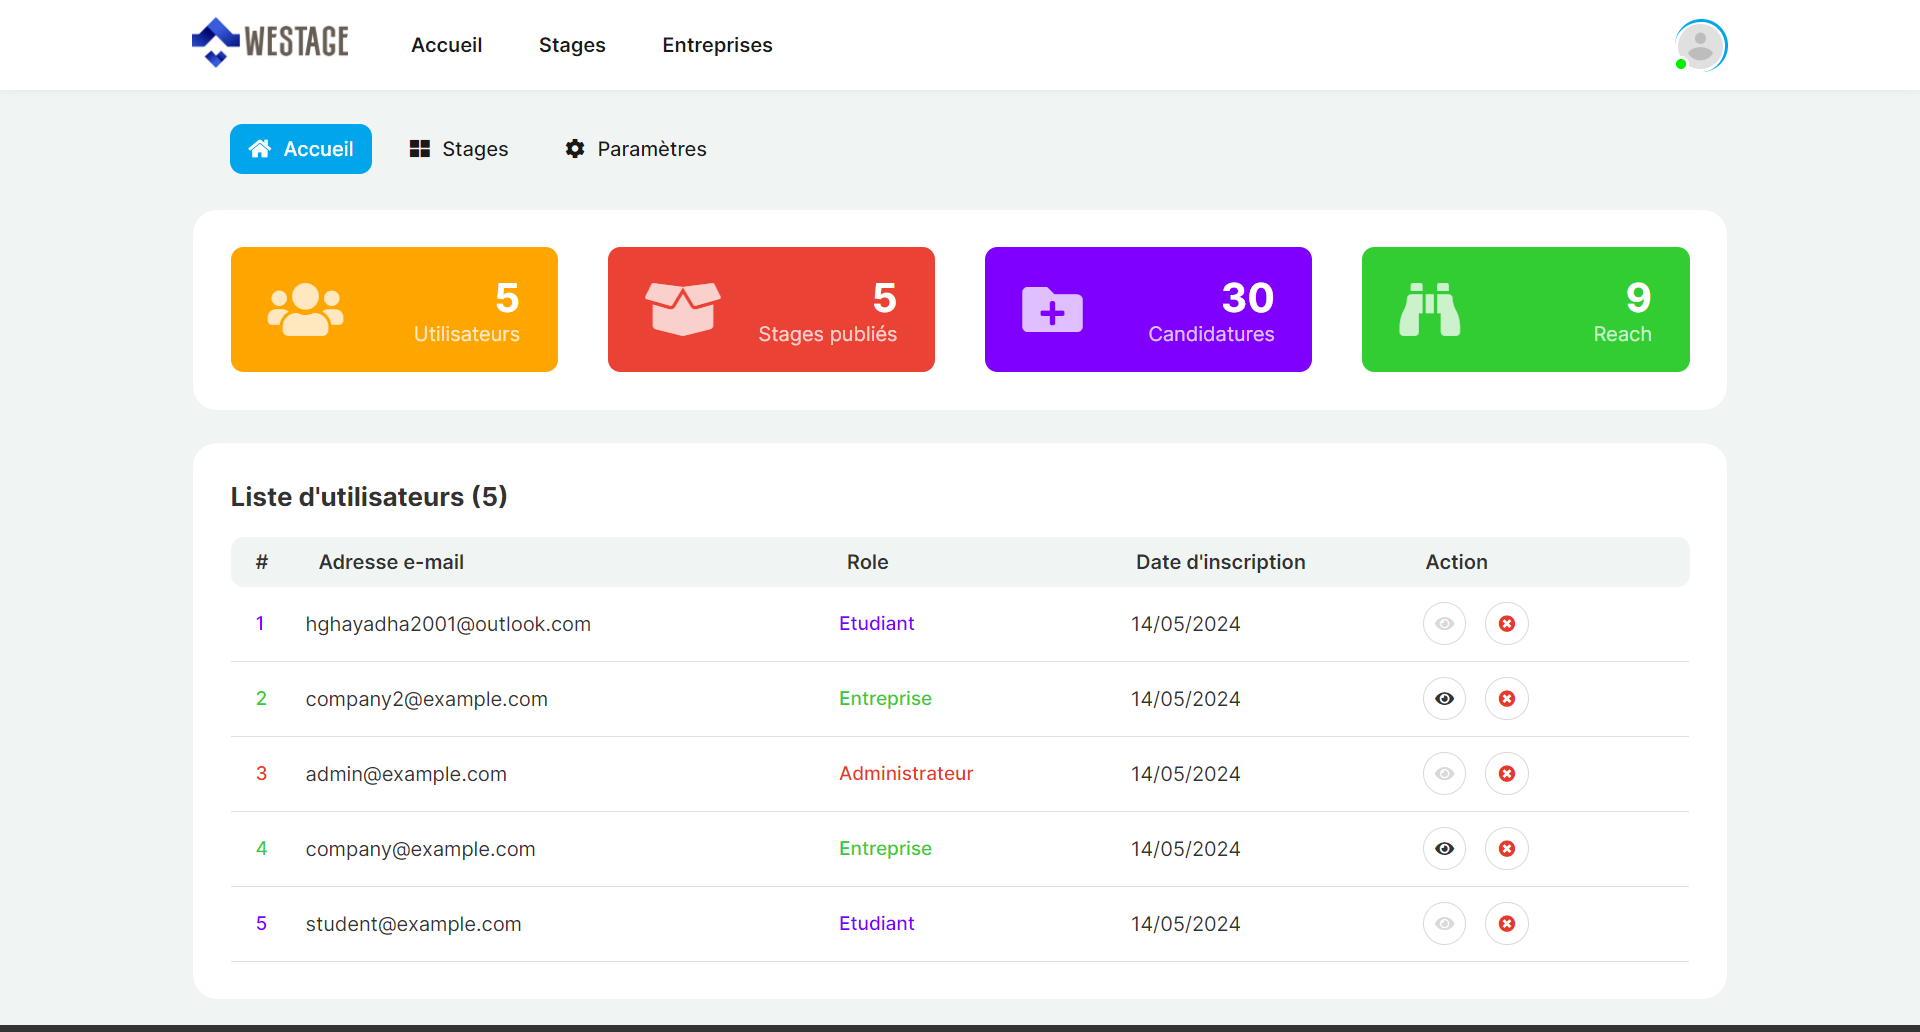 WESTAGE Accueil Stages Entreprises
Accueil Stages Paramètres
5
Utilisateurs
5
Stages publiés
30
Candidatures
9
Reach
Liste d'utilisateurs (5)
# Adresse e-mail Role Date d'inscription Action
1 hghayadha2001@outlook.com Etudiant 14/05/2024
2 company2@example.com Entreprise 14/05/2024
3 admin@example.com Administrateur 14/05/2024
4 company@example.com Entreprise 14/05/2024
5 student@example.com Etudiant 14/05/2024